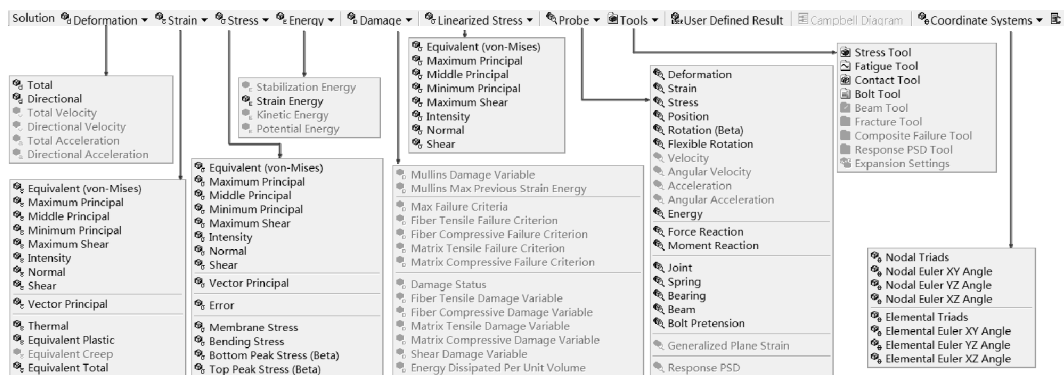 Solution Deformation Strain Stress Energy Damage Linearized Stress Probe Tools User Defined Result Campbell Diagram Coordinate Systems
Total
Directional
Total Velocity
Directional Velocity
Total Acceleration
Directional Acceleration
Equivalent (von-Mises)
Maximum Principal
Middle Principal
Minimum Principal
Maximum Shear
Intensity
Normal
Shear
Vector Principal
Thermal
Equivalent Plastic
Equivalent Creep
Equivalent Total
Equivalent (von-Mises)
Maximum Principal
Middle Principal
Minimum Principal
Maximum Shear
Intensity
Normal
Shear
Vector Principal
Error
Membrane Stress
Bending Stress
Bottom Peak Stress (Beta)
Top Peak Stress (Beta)
Stabilization Energy
Strain Energy
Kinetic Energy
Potential Energy
Mullins Damage Variable
Mullins Max Previous Strain Energy
Max Failure Criteria
Fiber Tensile Failure Criterion
Fiber Compressive Failure Criterion
Matrix Tensile Failure Criterion
Matrix Compressive Failure Criterion
Damage Status
Fiber Tensile Damage Variable
Fiber Compressive Damage Variable
Matrix Tensile Damage Variable
Matrix Compressive Damage Variable
Shear Damage Variable
Energy Dissipated Per Unit Volume
Equivalent (von-Mises)
Maximum Principal
Middle Principal
Minimum Principal
Maximum Shear
Intensity
Normal
Shear
Deformation
Strain
Stress
Position
Rotation (Beta)
Flexible Rotation
Velocity
Angular Velocity
Acceleration
Angular Acceleration
Energy
Force Reaction
Moment Reaction
Joint
Spring
Bearing
Beam
Bolt Pretension
Generalized Plane Strain
Response PSD
Stress Tool
Fatigue Tool
Contact Tool
Bolt Tool
Beam Tool
Fracture Tool
Composite Failure Tool
Response PSD Tool
Expansion Settings
Nodal Triads
Nodal Euler XY Angle
Nodal Euler YZ Angle
Nodal Euler XZ Angle
Elemental Triads
Elemental Euler XY Angle
Elemental Euler YZ Angle
Elemental Euler XZ Angle